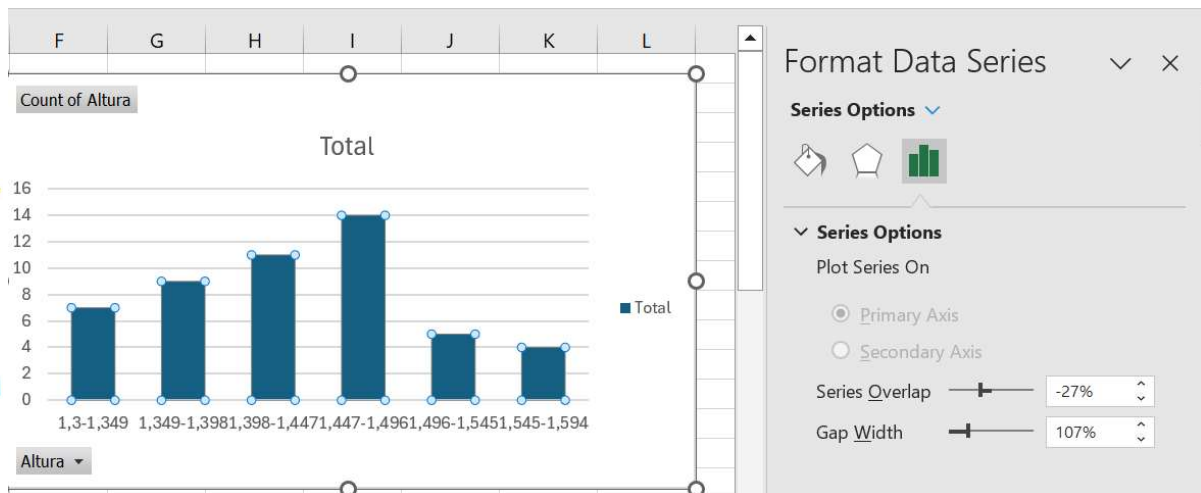 F G H I J K L
Count of Altura
Total
16
14
12
10
8
6
4
2
0
1,3-1,349 1,349-1,398 1,398-1,447 1,447-1,496 1,496-1,545 1,545-1,594
Total
Altura
Format Data Series
Series Options
Series Options
Plot Series On
Primary Axis
Secondary Axis
Series Overlap -27%
Gap Width 107%